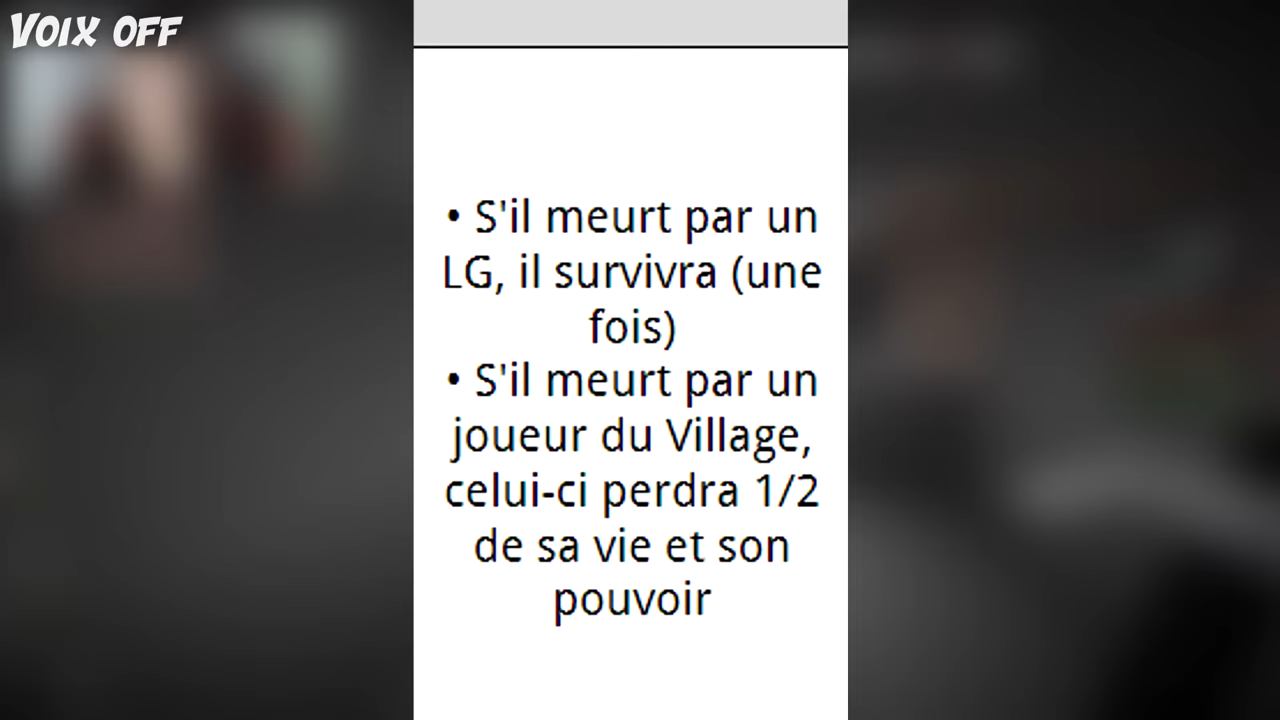 Voix off
• S'il meurt par un
LG, il survivra (une
fois)
• S'il meurt par un
joueur du Village,
celui-ci perdra 1/2
de sa vie et son
pouvoir